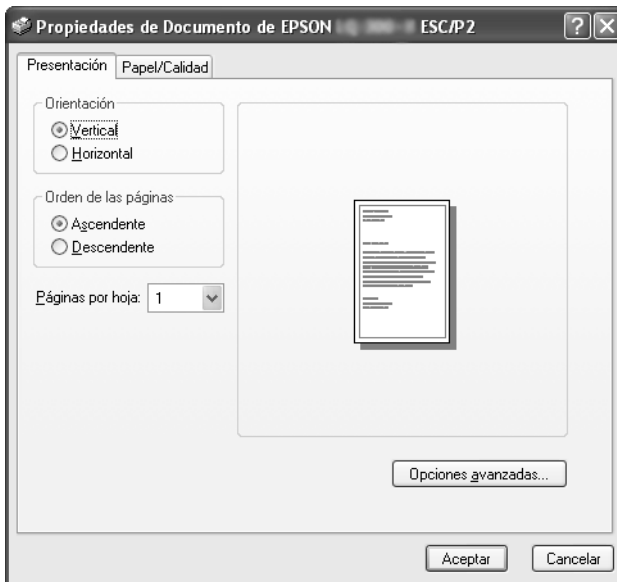 Propiedades de Documento de EPSON ESC/P2
Presentación Papel/Calidad
Orientación
Vertical
Horizontal
Orden de las páginas
Ascendente
Descendente
Páginas por hoja: 1
Opciones avanzadas...
Aceptar Cancelar